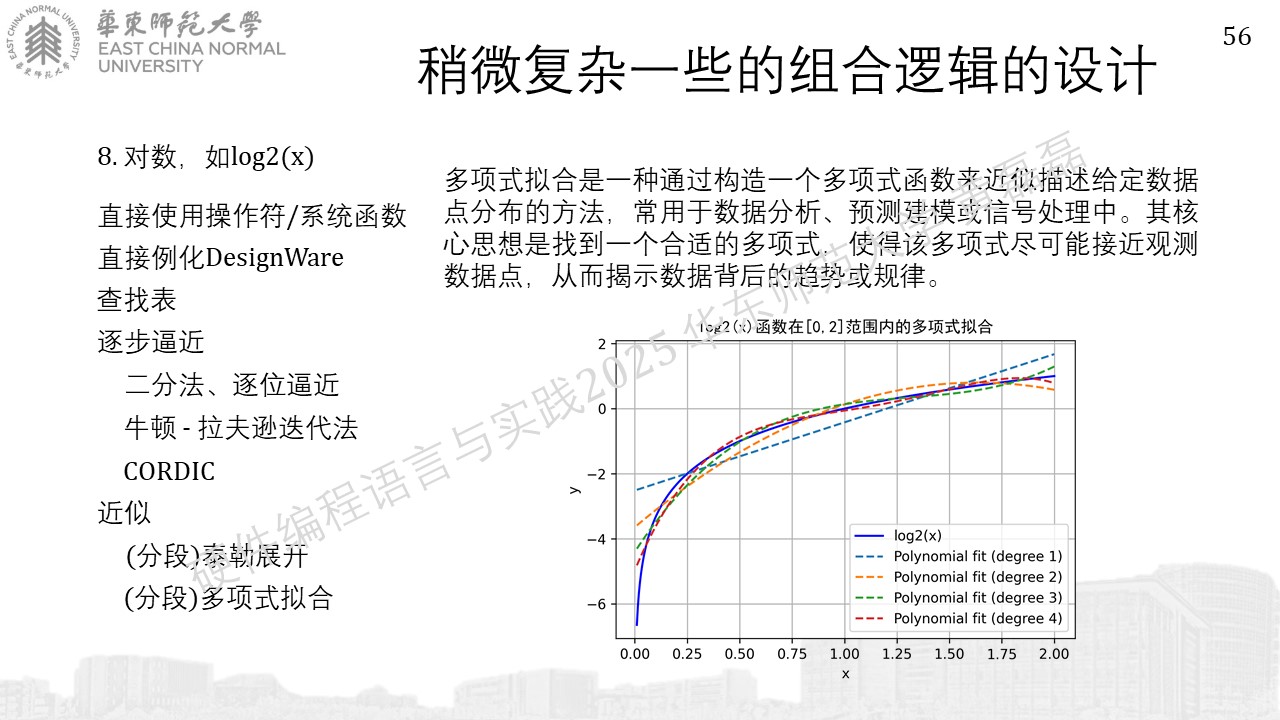 華東師範大學
EAST CHINA NORMAL
UNIVERSITY
EAST CHINA NORMAL UNIVERSITY
華東師範大學
56
稍微复杂一些的组合逻辑的设计
8. 对数，如log2(x)
直接使用操作符/系统函数
直接例化DesignWare
查找表
逐步逼近
二分法、逐位逼近
牛顿 - 拉夫逊迭代法
CORDIC
近似
(分段)泰勒展开
(分段)多项式拟合
多项式拟合是一种通过构造一个多项式函数来近似描述给定数据
点分布的方法，常用于数据分析、预测建模或信号处理中。其核
心思想是找到一个合适的多项式，使得该多项式尽可能接近观测
数据点，从而揭示数据背后的趋势或规律。
log2(x)函数在[0,2]范围内的多项式拟合
2
0
−2
−4
−6
y
log2(x)
Polynomial fit (degree 1)
Polynomial fit (degree 2)
Polynomial fit (degree 3)
Polynomial fit (degree 4)
0.00 0.25 0.50 0.75 1.00 1.25 1.50 1.75 2.00
x
硬件编程语言与实践2025 华东师范大学 黄磊磊